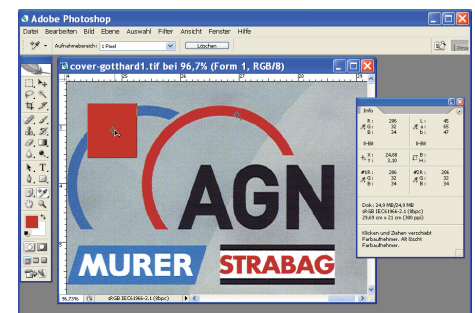 Adobe Photoshop
Datei Bearbeiten Bild Ebene Auswahl Filter Ansicht Fenster Hilfe
Aufnahmebereich: 1 Pixel Löschen
cover-gotthard1.tif bei 96,7% (Form 1, RGB/8)
AGN
MURER STRABAG
96,73% sRGB IEC61966-2.1 (8bpc)
Info
R: 206 L: 45
G: 32 a: 65
B: 34 b: 47
8-Bit 8-Bit
X: 24,68 B:
Y: 3,10 H:
#1R: 206 #2R: 206
G: 32 G: 32
B: 34 B: 34
Dok: 24,9 MB/24,9 MB
sRGB IEC61966-2.1 (8bpc)
29,69 cm x 21 cm (300 ppi)
Klicken und Ziehen verschiebt
Farbaufnehmer. Alt löscht
Farbaufnehmer.